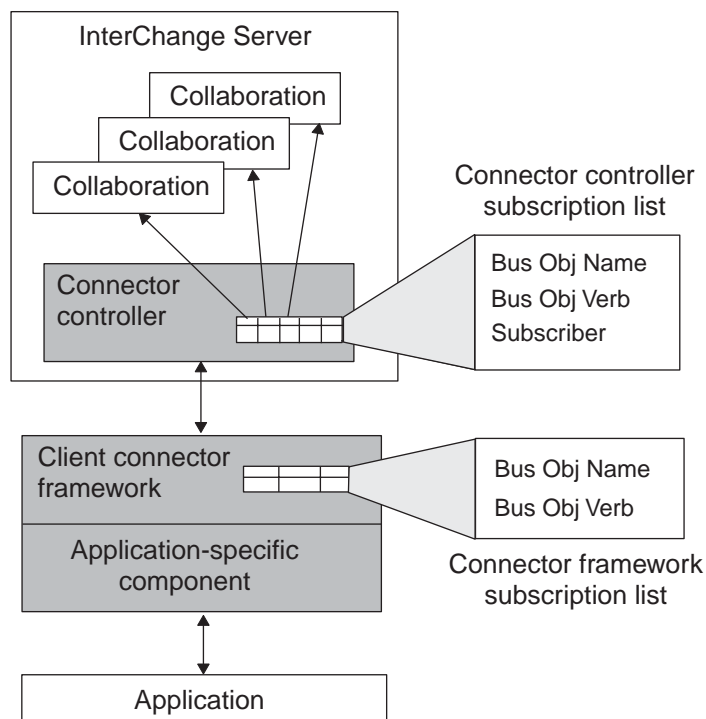 InterChange Server
Collaboration
Collaboration
Collaboration
Connector controller
subscription list
Bus Obj Name
Bus Obj Verb
Subscriber
Connector
controller
Client connector
framework
Bus Obj Name
Bus Obj Verb
Application-specific
component
Connector framework
subscription list
Application